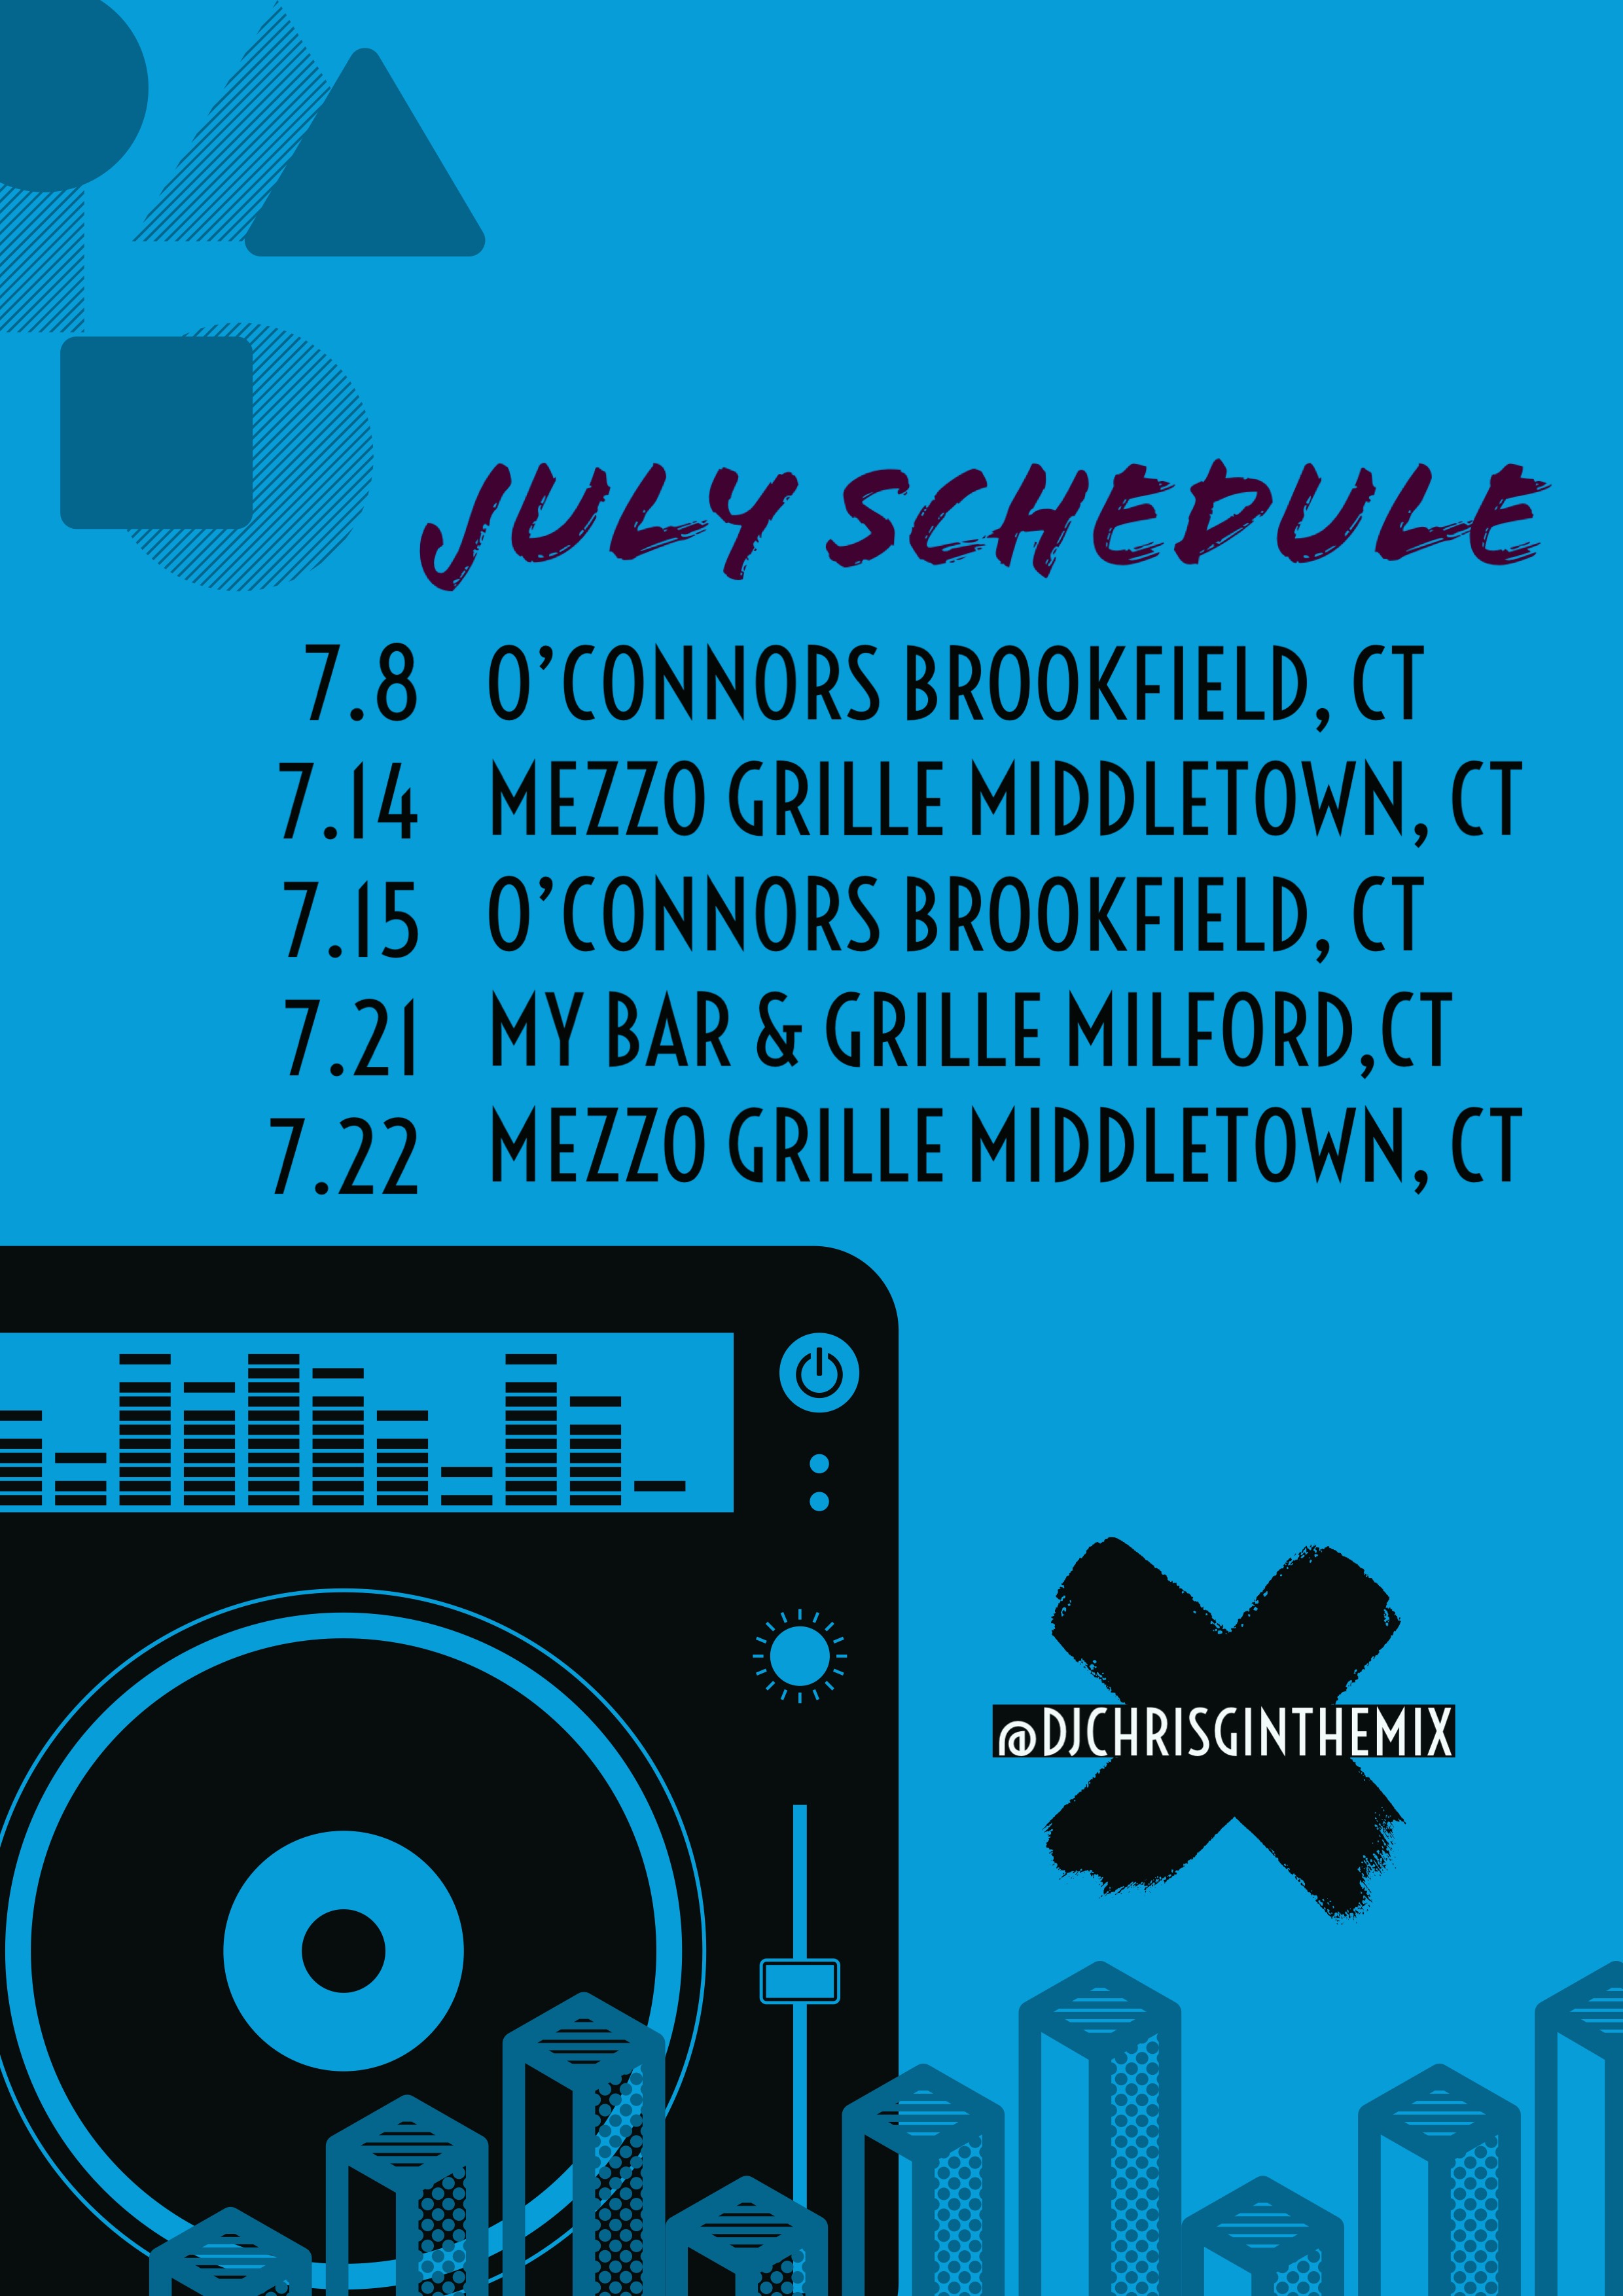 JULY SCHEDULE
7.8 O'CONNORS BROOKFIELD, CT
7.14 MEZZO GRILLE MIDDLETOWN, CT
7.15 O'CONNORS BROOKFIELD, CT
7.21 MY BAR & GRILLE MILFORD,CT
7.22 MEZZO GRILLE MIDDLETOWN, CT
@DJCHRISGINTHEMIX